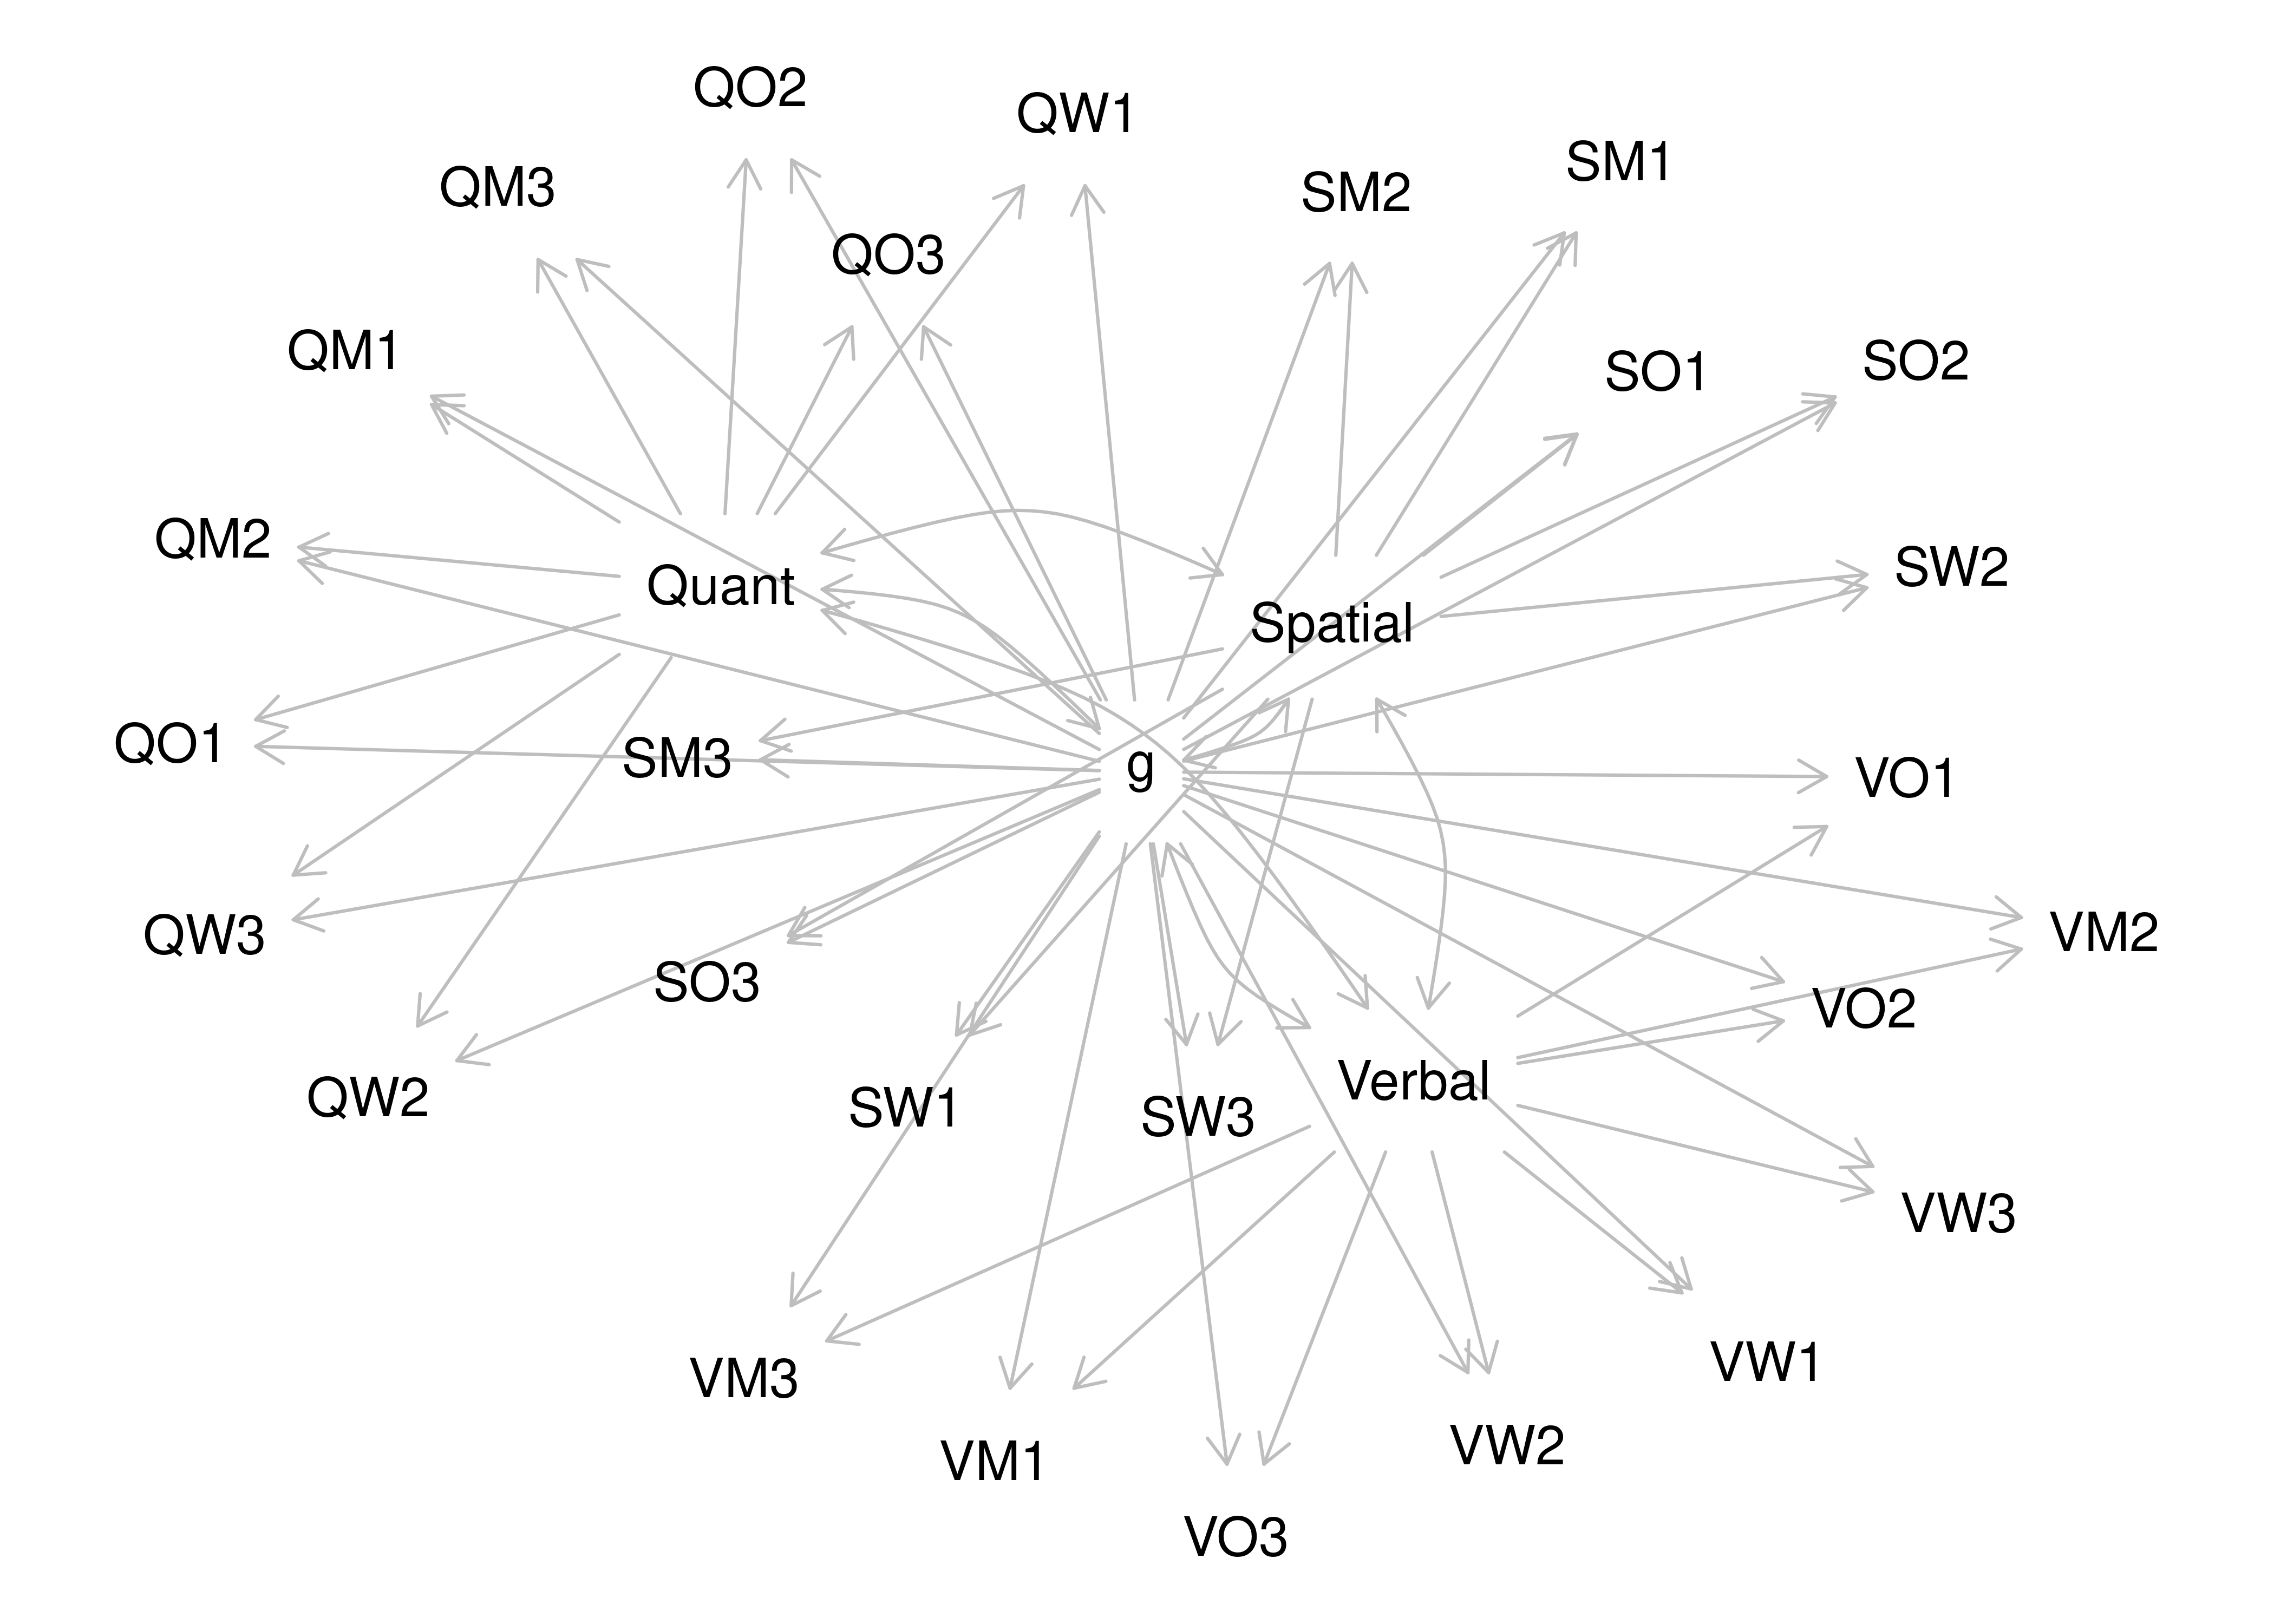 QO2
QW1
SM1
QM3
SM2
QO3
QM1
SO1
SO2
QM2
SW2
Quant
Spatial
QO1
SM3
g
VO1
QW3
VM2
SO3
VO2
Verbal
QW2
SW1
SW3
VW3
VM3
VW1
VM1
VW2
VO3